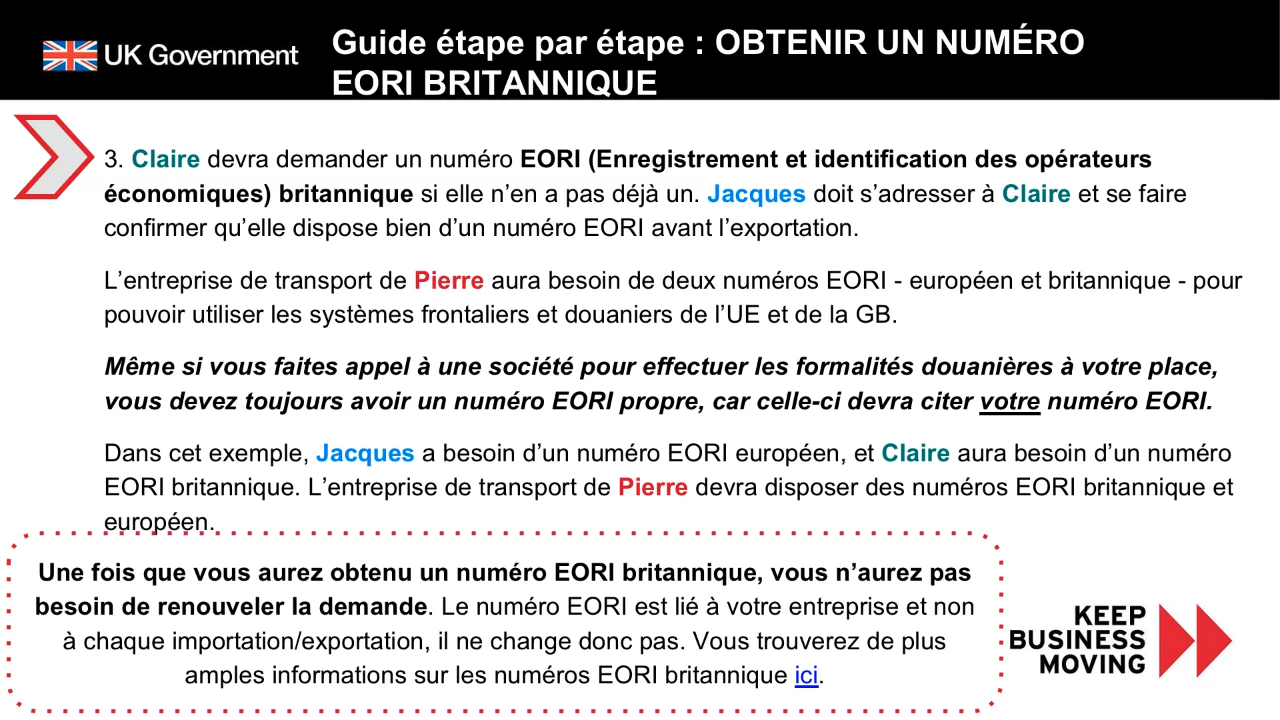 UK Government
Guide étape par étape : OBTENIR UN NUMÉRO
EORI BRITANNIQUE
3. Claire devra demander un numéro EORI (Enregistrement et identification des opérateurs
économiques) britannique si elle n’en a pas déjà un. Jacques doit s’adresser à Claire et se faire
confirmer qu’elle dispose bien d’un numéro EORI avant l’exportation.
L’entreprise de transport de Pierre aura besoin de deux numéros EORI - européen et britannique - pour
pouvoir utiliser les systèmes frontaliers et douaniers de l’UE et de la GB.
Même si vous faites appel à une société pour effectuer les formalités douanières à votre place,
vous devez toujours avoir un numéro EORI propre, car celle-ci devra citer votre numéro EORI.
Dans cet exemple, Jacques a besoin d’un numéro EORI européen, et Claire aura besoin d’un numéro
EORI britannique. L’entreprise de transport de Pierre devra disposer des numéros EORI britannique et
européen.
Une fois que vous aurez obtenu un numéro EORI britannique, vous n’aurez pas
besoin de renouveler la demande. Le numéro EORI est lié à votre entreprise et non
à chaque importation/exportation, il ne change donc pas. Vous trouverez de plus
amples informations sur les numéros EORI britannique ici.
KEEP
BUSINESS
MOVING